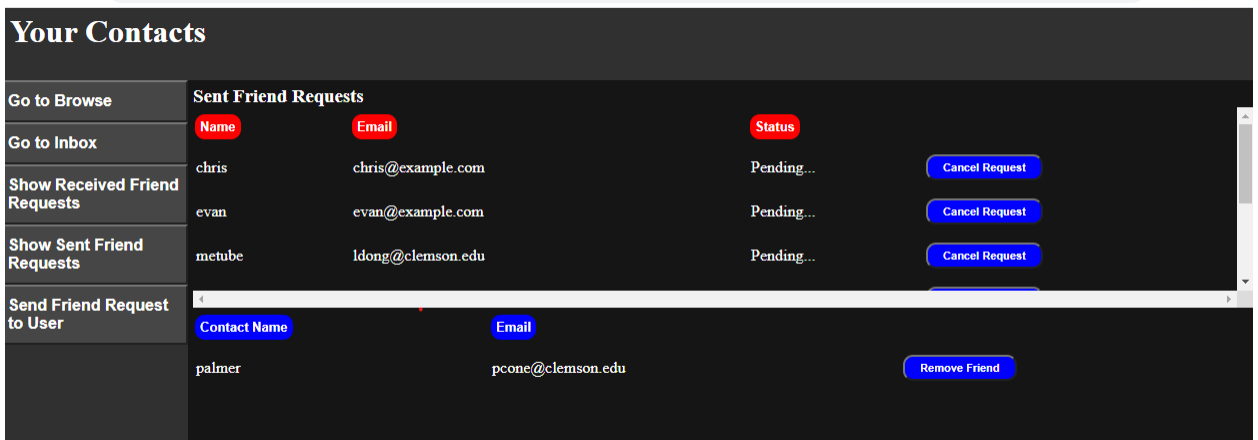 Your Contacts
Go to Browse
Go to Inbox
Show Received Friend
Requests
Show Sent Friend
Requests
Send Friend Request
to User
Sent Friend Requests
Name Email Status
chris chris@example.com Pending... Cancel Request
evan evan@example.com Pending... Cancel Request
metube ldong@clemson.edu Pending... Cancel Request
Contact Name Email
palmer pcone@clemson.edu Remove Friend